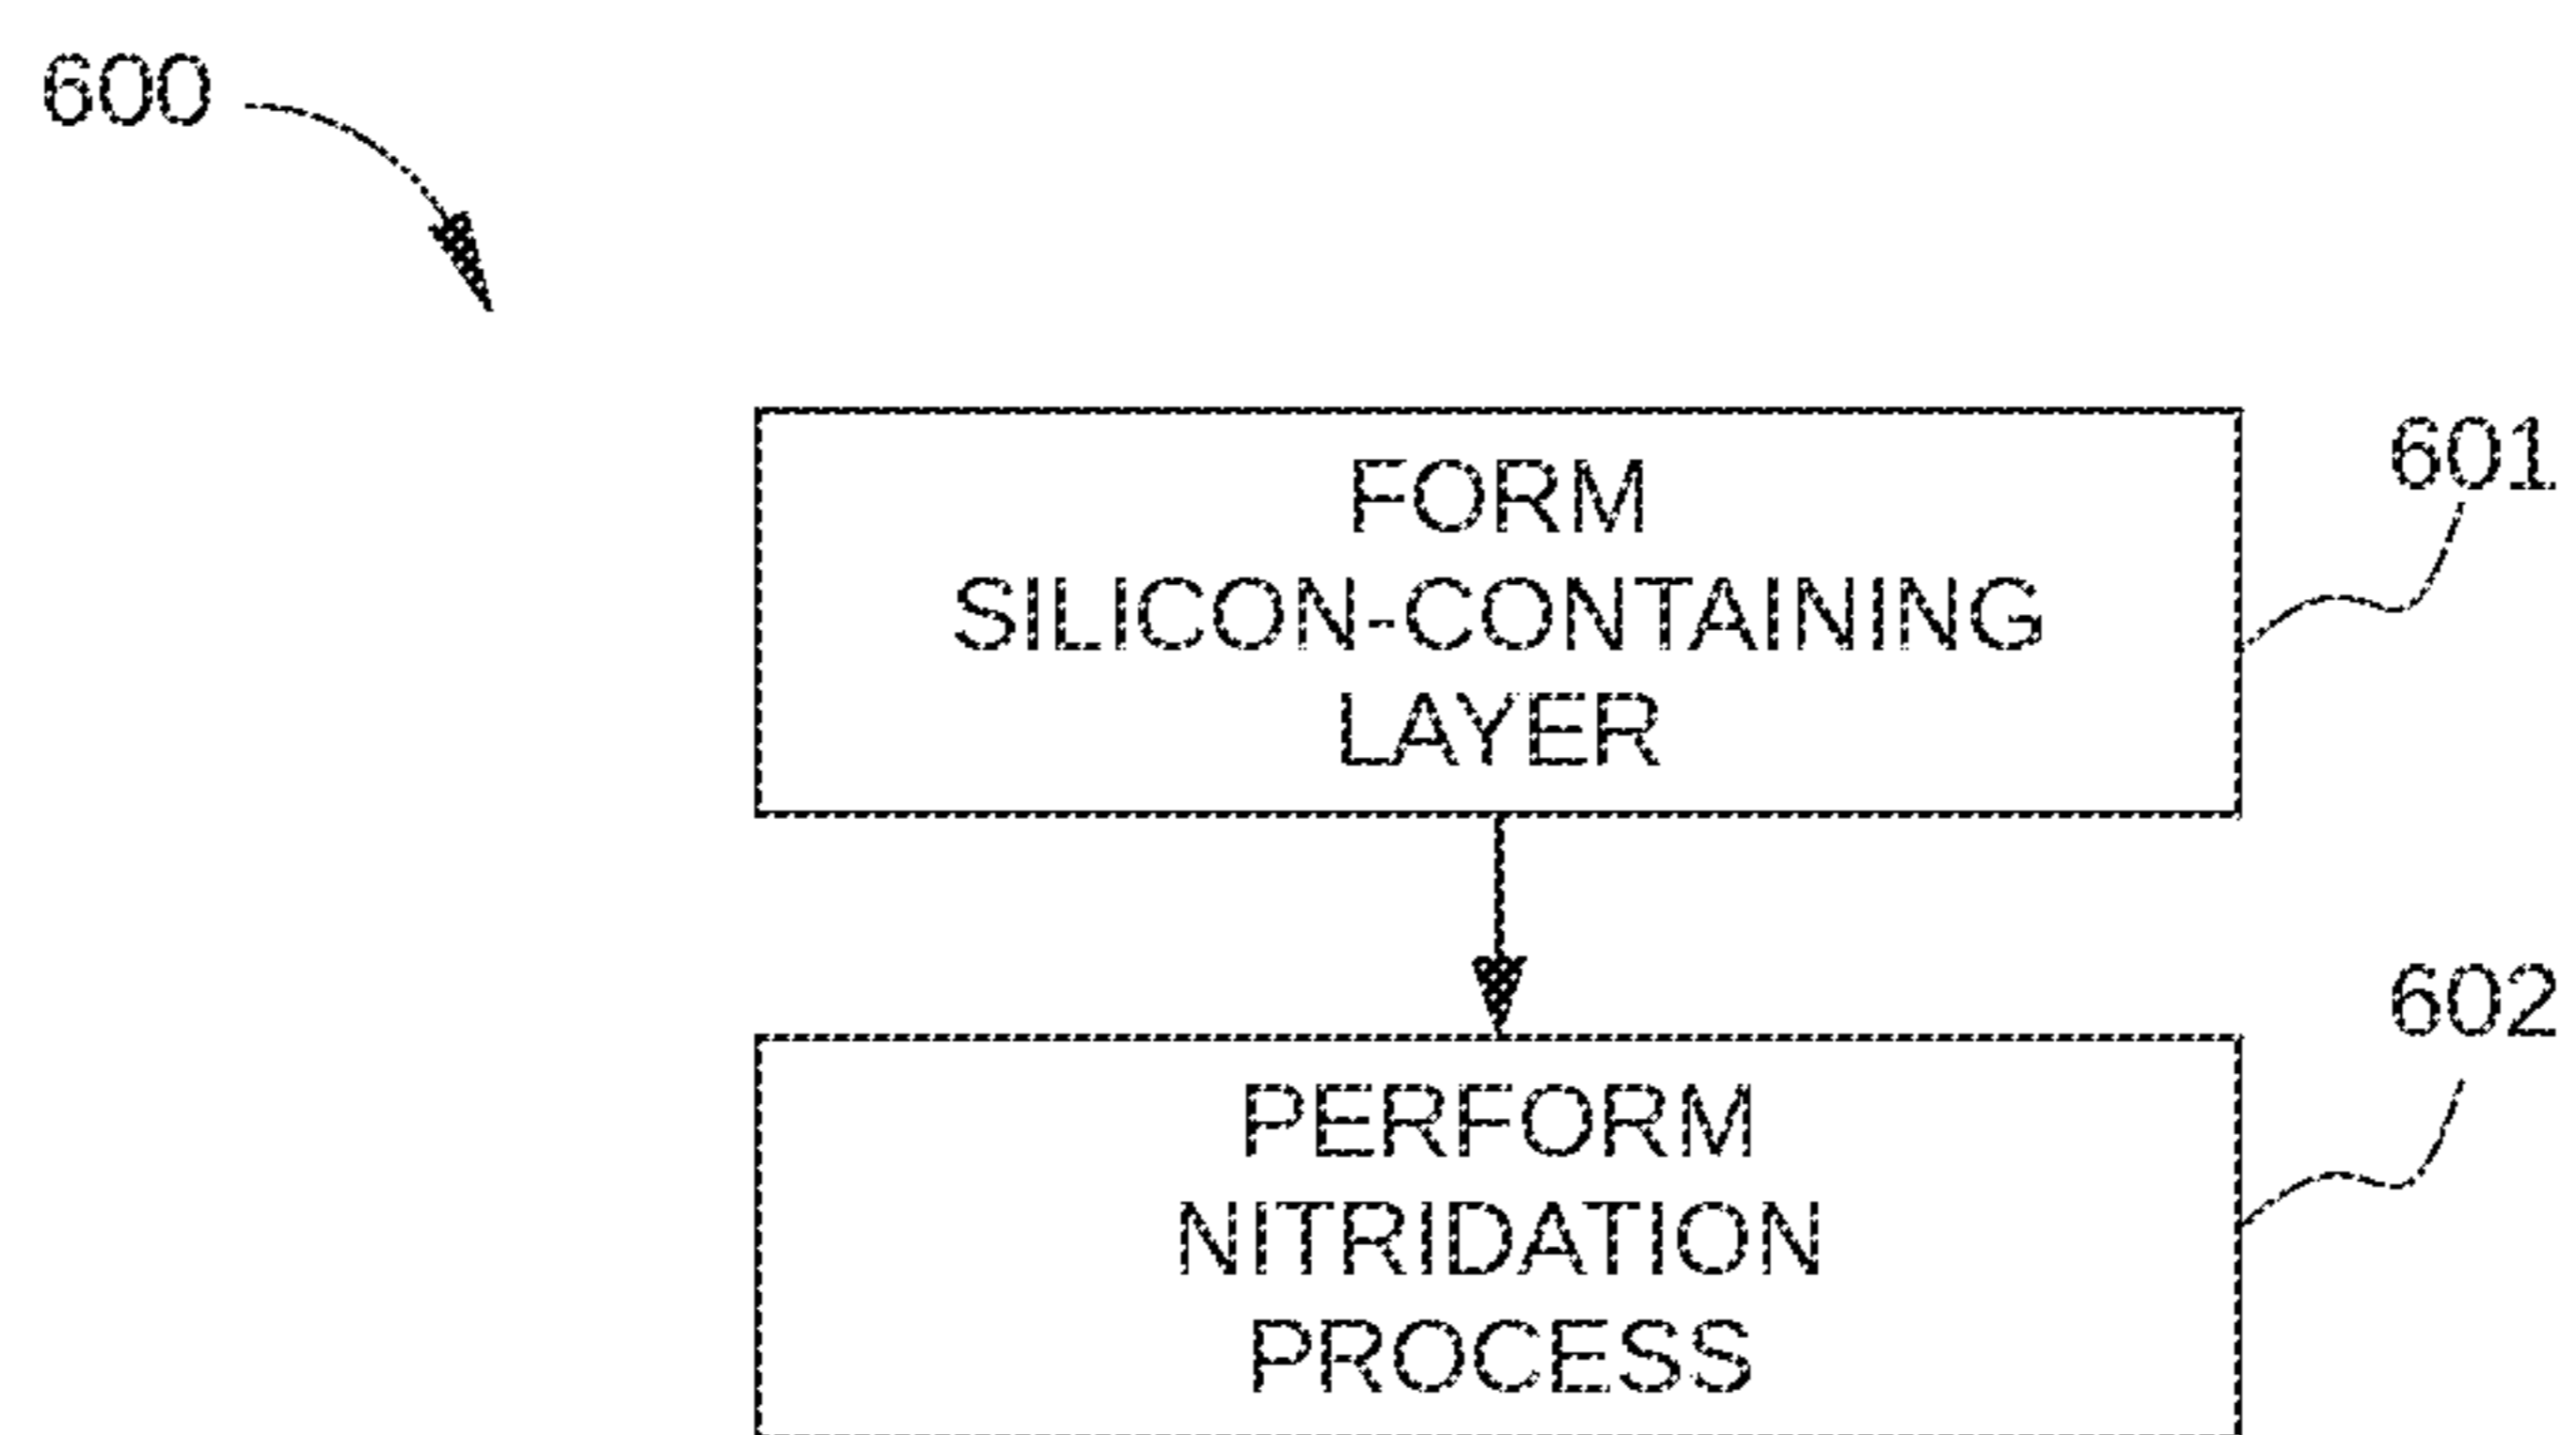 600
FORM
601
SILICON-CONTAINING
LAYER
602
PERFORM
NITRIDATION
PROCESS